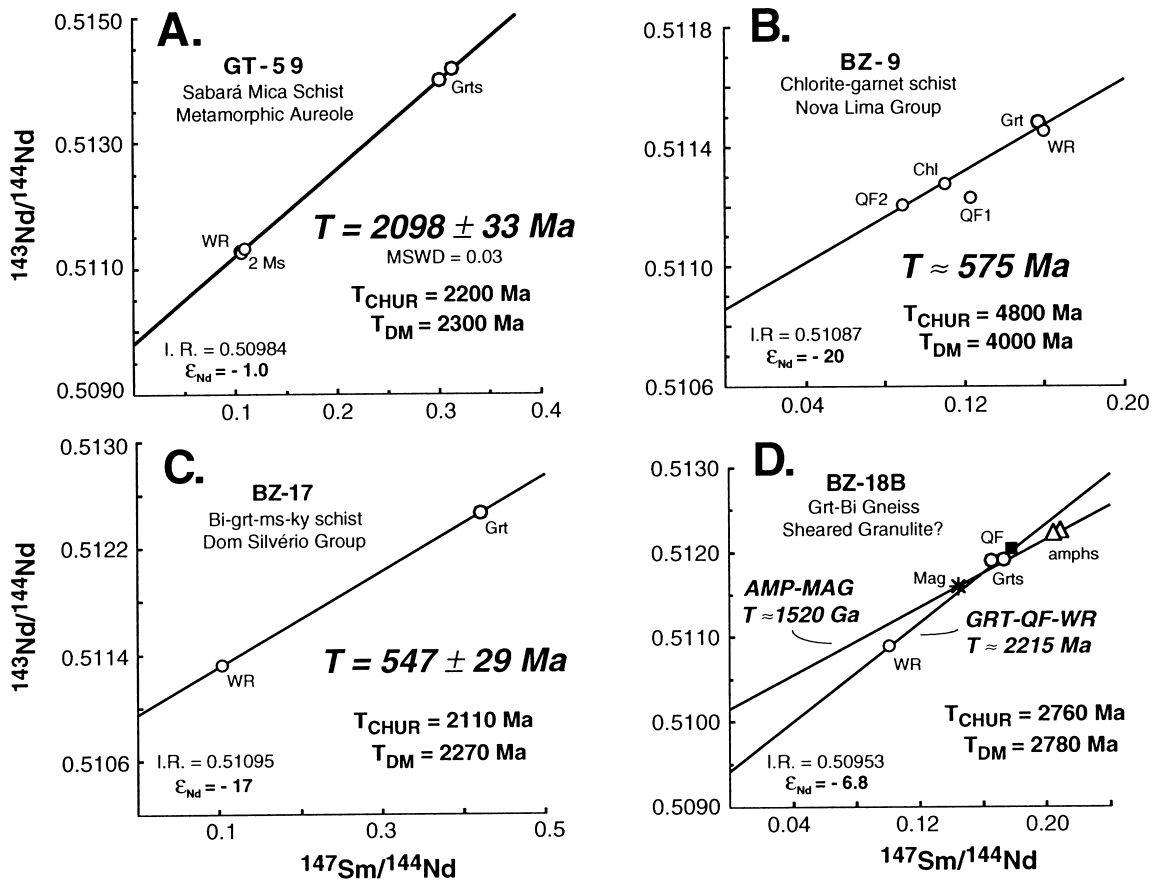 A.
GT-59
Sabará Mica Schist
Metamorphic Aureole
0.5150
0.5130
0.5110
0.5090
143Nd/144Nd
Grts
WR
2 Ms
T = 2098 ± 33 Ma
MSWD = 0.03
TCHUR = 2200 Ma
TDM = 2300 Ma
I. R. = 0.50984
εNd = - 1.0
0.1
0.2
0.3
0.4
B.
BZ-9
Chlorite-garnet schist
Nova Lima Group
0.5118
0.5114
0.5110
0.5106
Grt
WR
Chl
QF2
QF1
T ≈ 575 Ma
TCHUR = 4800 Ma
TDM = 4000 Ma
I.R = 0.51087
εNd = - 20
0.04
0.12
0.20
C.
BZ-17
Bi-grt-ms-ky schist
Dom Silvério Group
0.5130
0.5122
0.5114
0.5106
143Nd/144Nd
Grt
WR
T = 547 ± 29 Ma
TCHUR = 2110 Ma
TDM = 2270 Ma
I.R. = 0.51095
εNd = - 17
0.1
0.3
0.5
147Sm/144Nd
D.
BZ-18B
Grt-Bi Gneiss
Sheared Granulite?
0.5130
0.5120
0.5110
0.5100
0.5090
QF
amphs
Mag
Grts
AMP-MAG
T ≈1520 Ga
GRT-QF-WR
T ≈ 2215 Ma
WR
TCHUR = 2760 Ma
TDM = 2780 Ma
I.R. = 0.50953
εNd = - 6.8
0.04
0.12
0.20
147Sm/144Nd